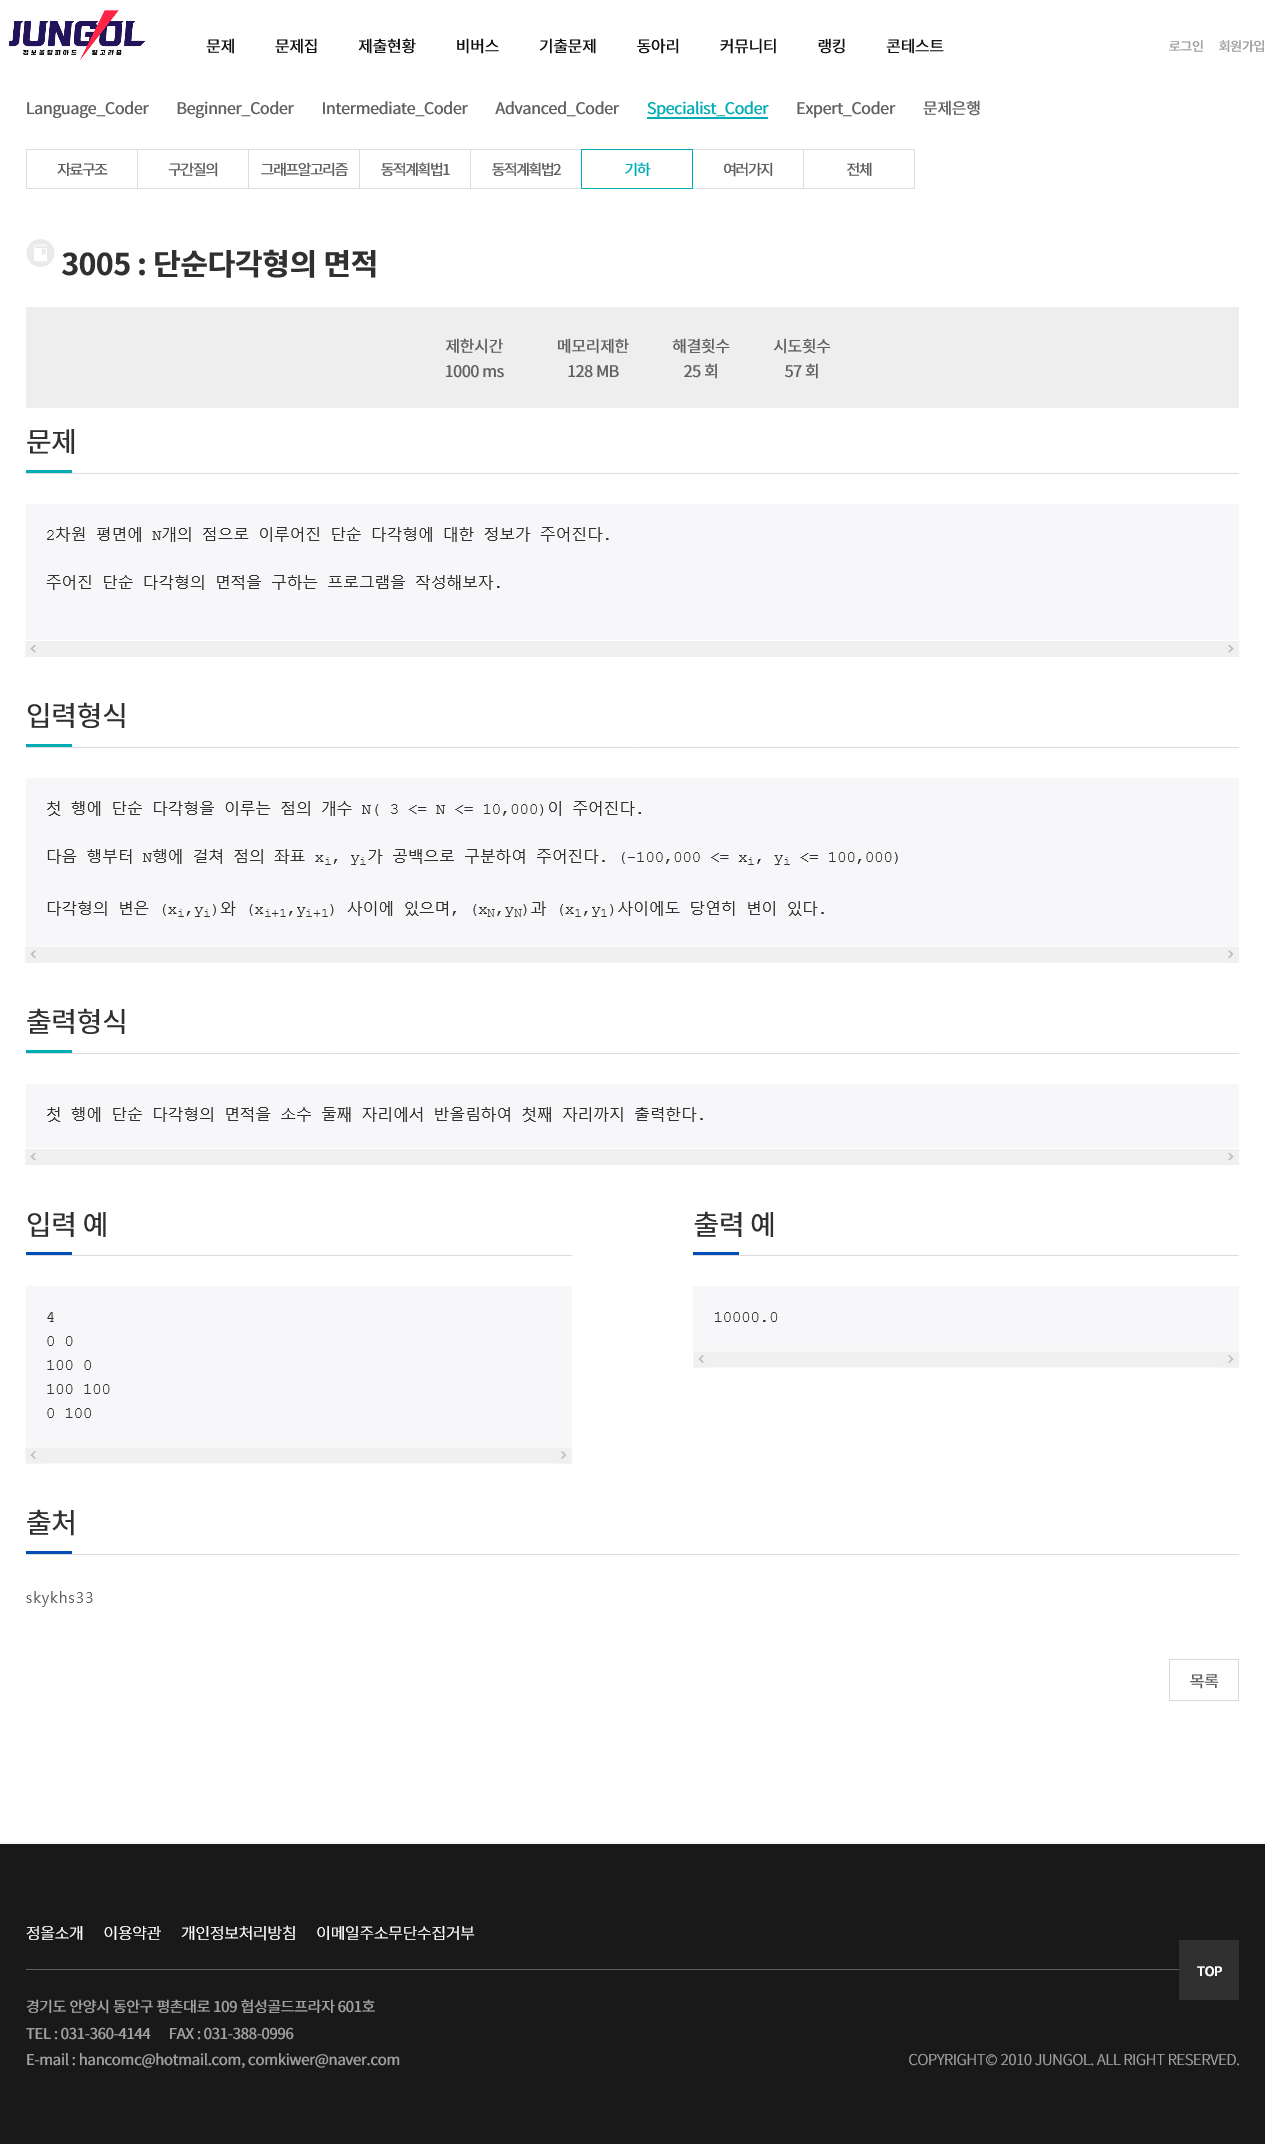 JUNGOL
정보올림피아드 알고리즘
문제 문제집 제출현황 비버스 기출문제 동아리 커뮤니티 랭킹 콘테스트 로그인 회원가입
Language_Coder Beginner_Coder Intermediate_Coder Advanced_Coder Specialist_Coder Expert_Coder 문제은행
자료구조 구간질의 그래프알고리즘 동적계획법1 동적계획법2 기하 여러가지 전체
3005 : 단순다각형의 면적
제한시간 메모리제한 해결횟수 시도횟수
1000 ms 128 MB 25 회 57 회
문제
2차원 평면에 N개의 점으로 이루어진 단순 다각형에 대한 정보가 주어진다.
주어진 단순 다각형의 면적을 구하는 프로그램을 작성해보자.
입력형식
첫 행에 단순 다각형을 이루는 점의 개수 N( 3 <= N <= 10,000)이 주어진다.
다음 행부터 N행에 걸쳐 점의 좌표 xi, yi가 공백으로 구분하여 주어진다. (-100,000 <= xi, yi <= 100,000)
다각형의 변은 (xi,yi)와 (xi+1,yi+1) 사이에 있으며, (xN,yN)과 (x1,y1)사이에도 당연히 변이 있다.
출력형식
첫 행에 단순 다각형의 면적을 소수 둘째 자리에서 반올림하여 첫째 자리까지 출력한다.
입력 예
4
0 0
100 0
100 100
0 100
출력 예
10000.0
출처
skykhs33
목록
정올소개 이용약관 개인정보처리방침 이메일주소무단수집거부
TOP
경기도 안양시 동안구 평촌대로 109 협성골드프라자 601호
TEL : 031-360-4144 FAX : 031-388-0996
E-mail : hancomc@hotmail.com, comkiwer@naver.com
COPYRIGHT© 2010 JUNGOL. ALL RIGHT RESERVED.